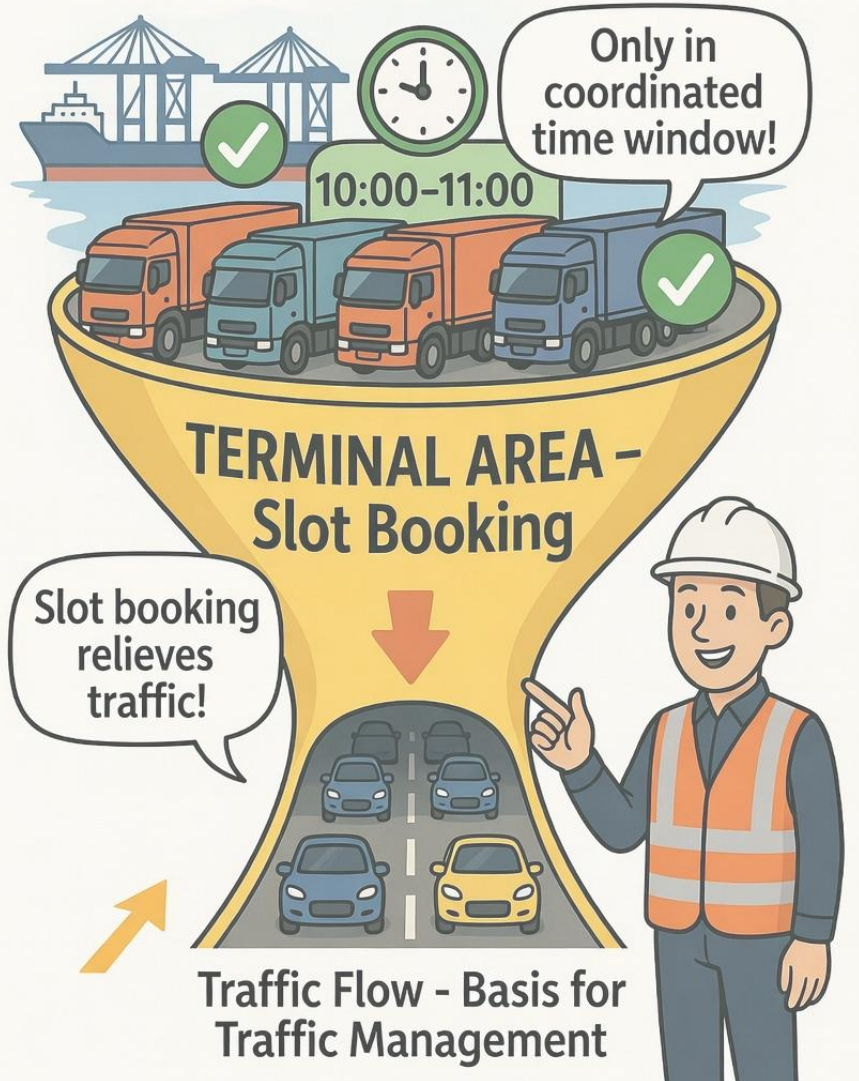 Only in
coordinated
time window!
10:00–11:00
TERMINAL AREA –
Slot Booking
Slot booking
relieves
traffic!
Traffic Flow - Basis for
Traffic Management